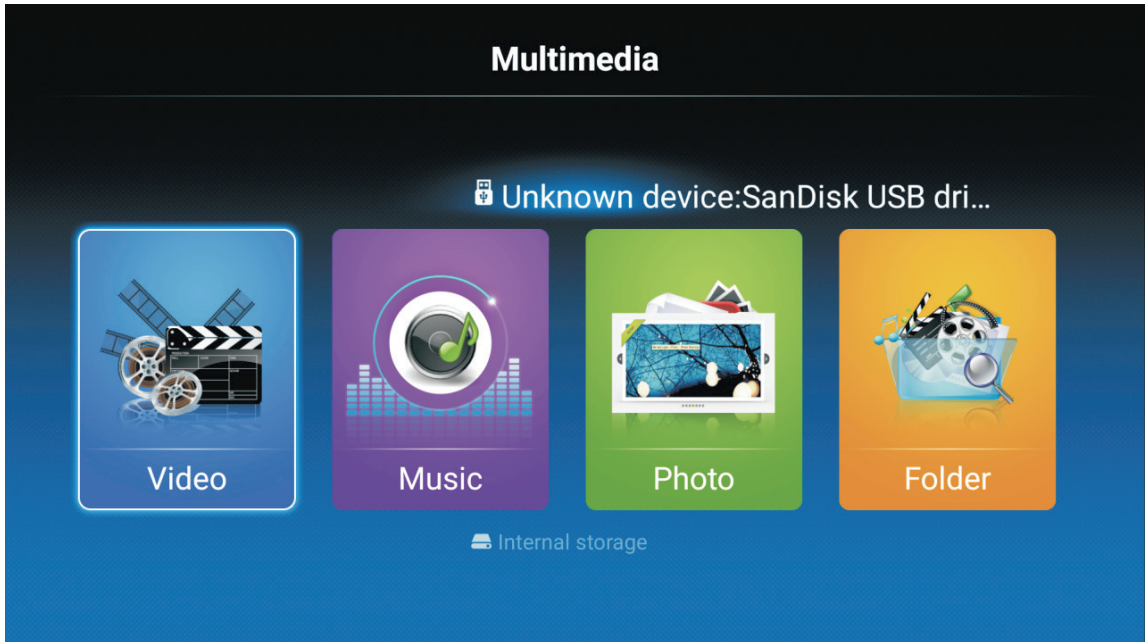 Multimedia
Unknown device:SanDisk USB dri...
Video
Music
Photo
Folder
Internal storage